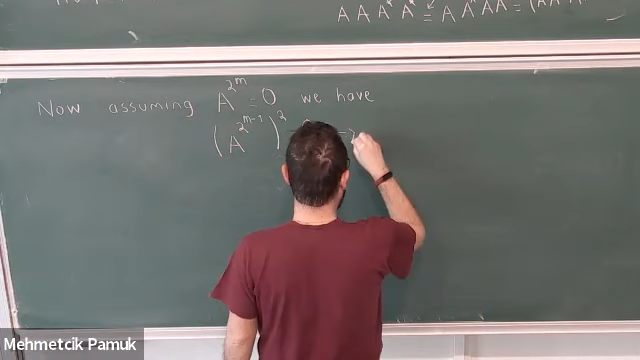 A A A* A* = A A* A A* = (A A*
Now assuming A^{2^m} = 0 we have
(A^{2^{m-1}})^2
Mehmetcik Pamuk